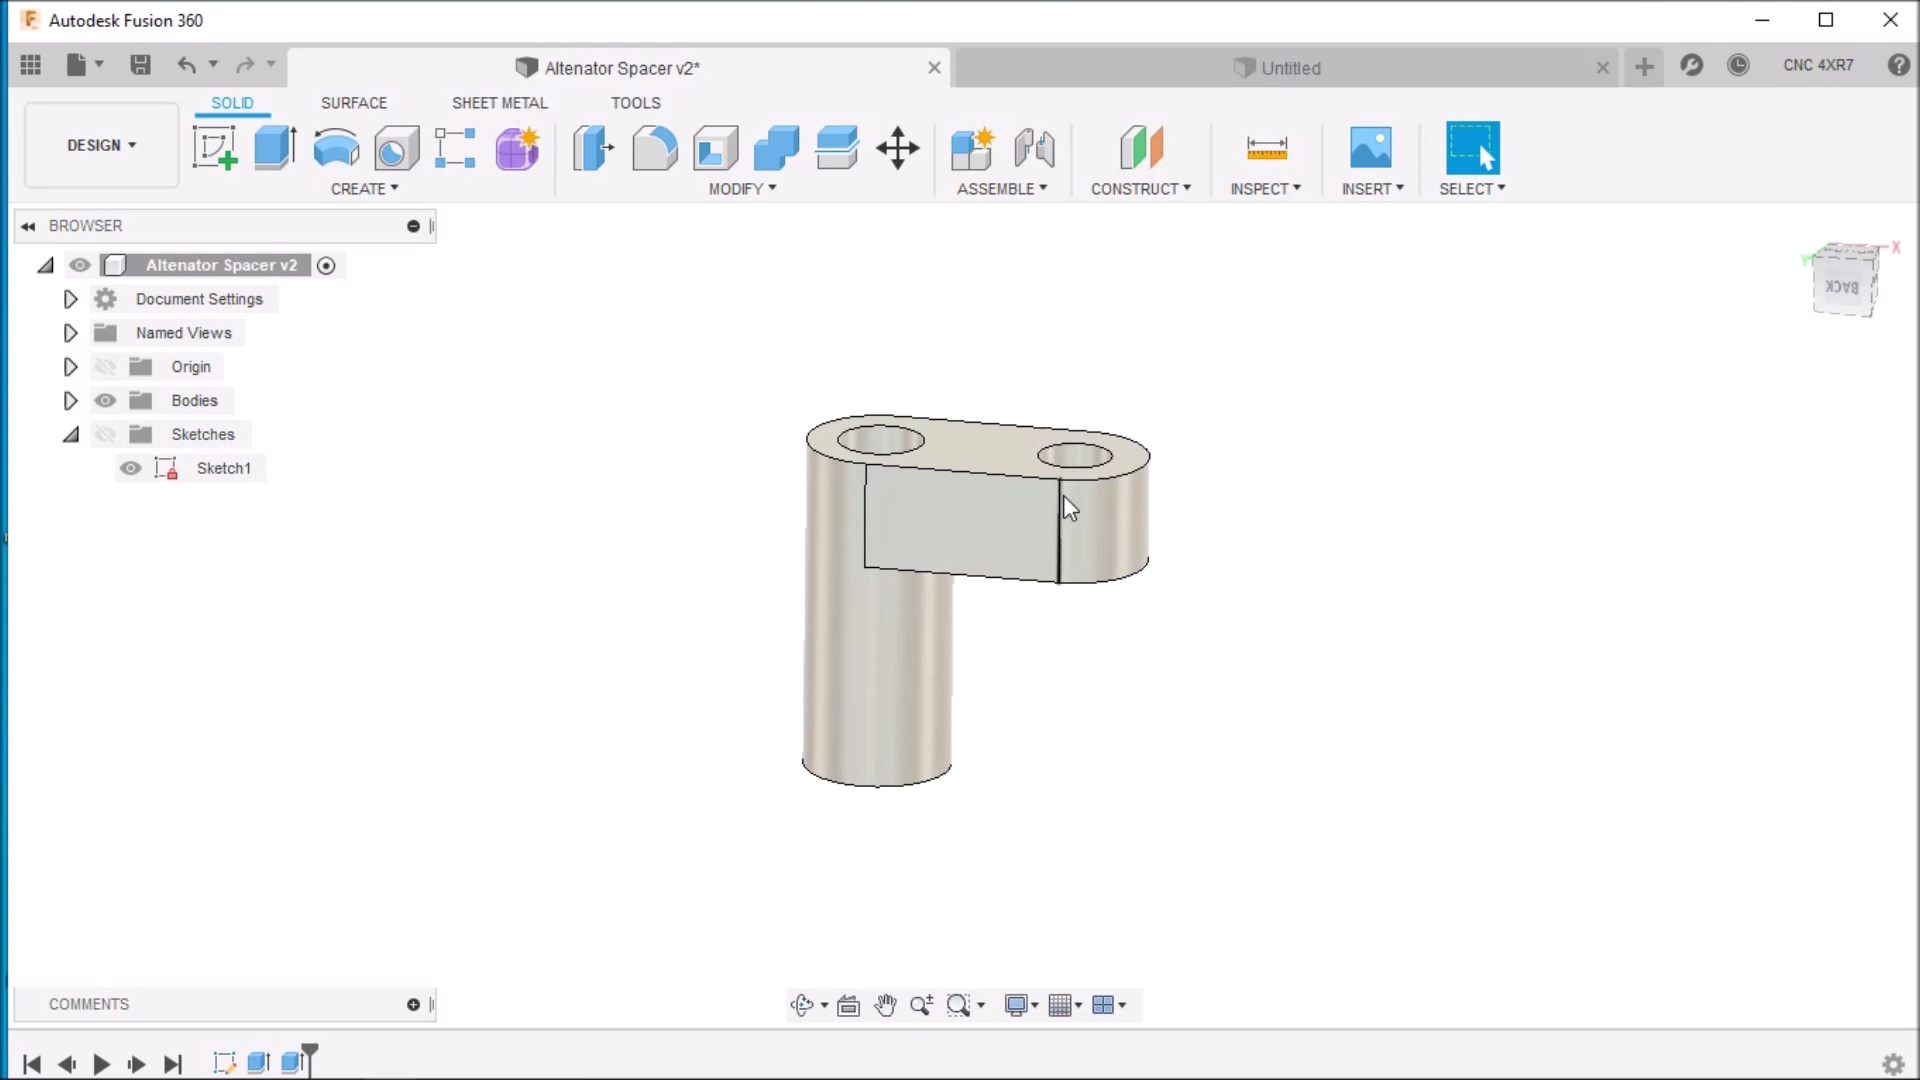 Autodesk Fusion 360
Altenator Spacer v2*
Untitled
CNC 4XR7
SOLID
SURFACE
SHEET METAL
TOOLS
DESIGN
CREATE
MODIFY
ASSEMBLE
CONSTRUCT
INSPECT
INSERT
SELECT
BROWSER
Altenator Spacer v2
Document Settings
Named Views
Origin
Bodies
Sketches
Sketch1
X
Y
BACK
COMMENTS